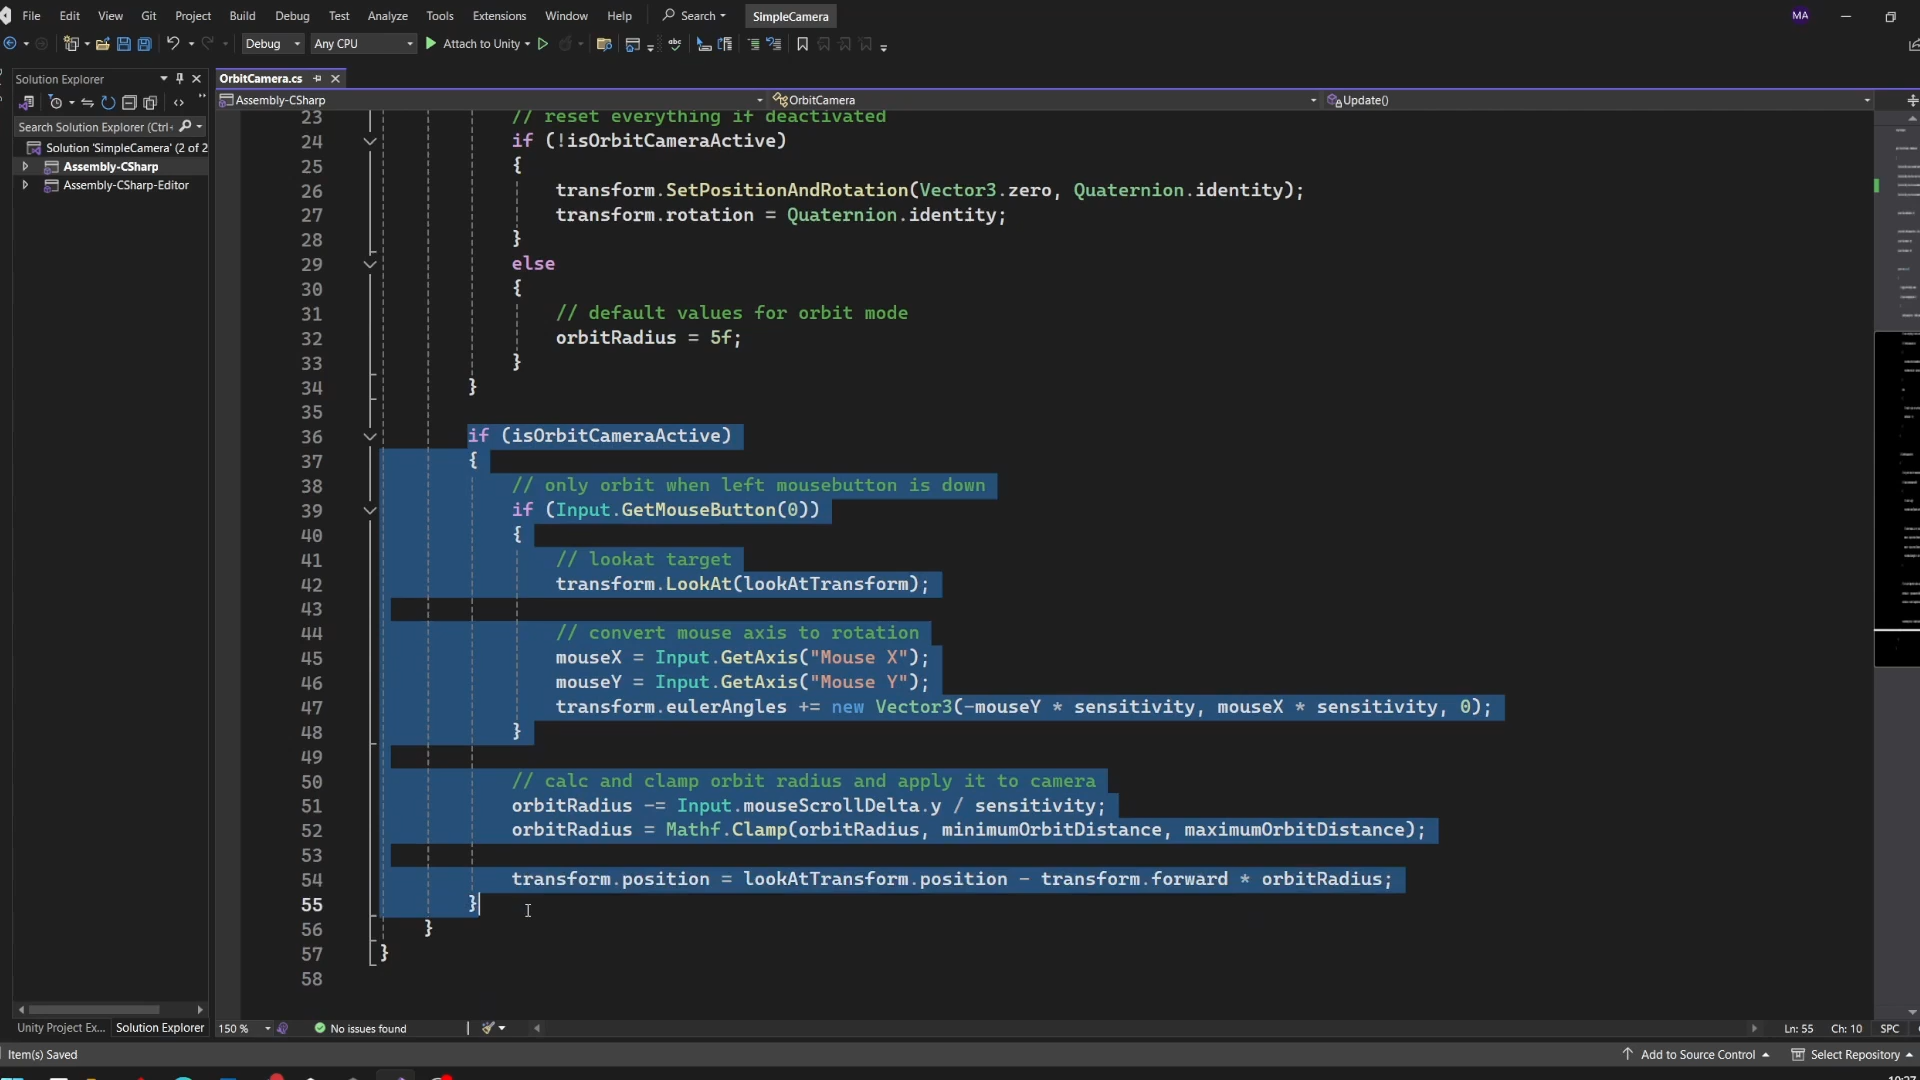 File Edit View Git Project Build Debug Test Analyze Tools Extensions Window Help Search SimpleCamera MA
Debug Any CPU Attach to Unity
Solution Explorer
Search Solution Explorer (Ctrl+
Solution 'SimpleCamera' (2 of 2
Assembly-CSharp
Assembly-CSharp-Editor
OrbitCamera.cs
Assembly-CSharp OrbitCamera Update()
23 // reset everything if deactivated
24 if (!isOrbitCameraActive)
25 {
26 transform.SetPositionAndRotation(Vector3.zero, Quaternion.identity);
27 transform.rotation = Quaternion.identity;
28 }
29 else
30 {
31 // default values for orbit mode
32 orbitRadius = 5f;
33 }
34 }
35
36 if (isOrbitCameraActive)
37 {
38 // only orbit when left mousebutton is down
39 if (Input.GetMouseButton(0))
40 {
41 // lookat target
42 transform.LookAt(lookAtTransform);
43
44 // convert mouse axis to rotation
45 mouseX = Input.GetAxis("Mouse X");
46 mouseY = Input.GetAxis("Mouse Y");
47 transform.eulerAngles += new Vector3(-mouseY * sensitivity, mouseX * sensitivity, 0);
48 }
49
50 // calc and clamp orbit radius and apply it to camera
51 orbitRadius -= Input.mouseScrollDelta.y / sensitivity;
52 orbitRadius = Mathf.Clamp(orbitRadius, minimumOrbitDistance, maximumOrbitDistance);
53
54 transform.position = lookAtTransform.position - transform.forward * orbitRadius;
55 }
56 }
57 }
58
Unity Project Ex... Solution Explorer
150 % No issues found Ln: 55 Ch: 10 SPC
Item(s) Saved Add to Source Control Select Repository